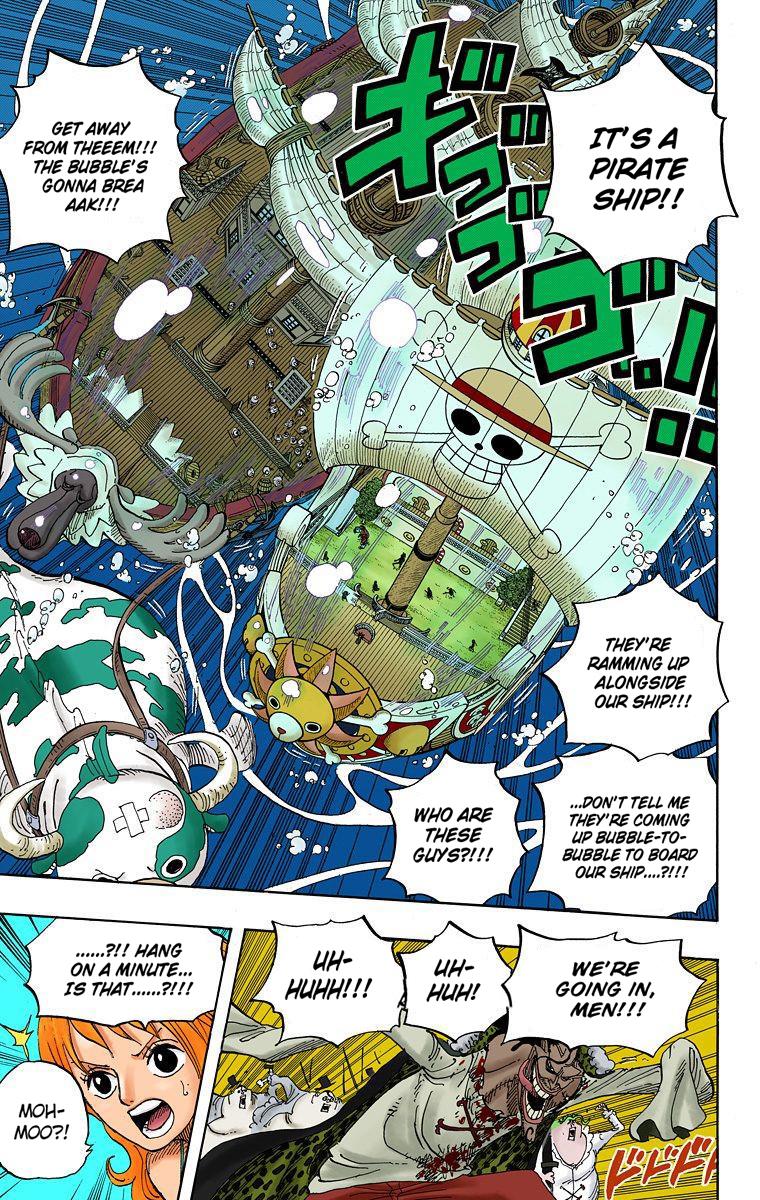 IT'S A
PIRATE
SHIP!!
GET AWAY
FROM THEEEM!!!
THE BUBBLE'S
GONNA BREA
AAK!!!
ギゴゴゴゴ!!
THEY'RE
RAMMING UP
ALONGSIDE
OUR SHIP!!!
...DON'T TELL ME
THEY'RE COMING
UP BUBBLE-TO-
BUBBLE TO BOARD
OUR SHIP....?!!!
WHO ARE
THESE
GUYS?!!!
WE'RE
GOING IN,
MEN!!!
UH-
HUH!
UH-
HUHH!!!
ドドドド
......?!! HANG
ON A MINUTE...
IS THAT......?!!!
MOH-
MOO?!